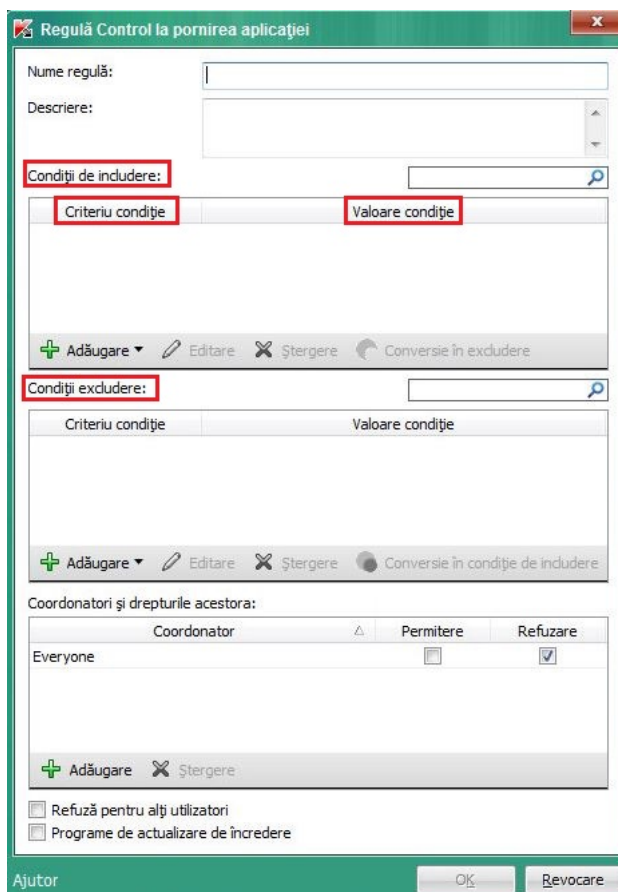 Regulă Control la pornirea aplicației
Nume regulă:
Descriere:
Condiții de includere:
Criteriu condiție Valoare condiție
Adăugare Editare Ștergere Conversie în excludere
Condiții excludere:
Criteriu condiție Valoare condiție
Adăugare Editare Ștergere Conversie în condiție de includere
Coordonatori și drepturile acestora:
Coordonator Permitere Refuzare
Everyone
Adăugare Ștergere
Refuză pentru alți utilizatori
Programe de actualizare de încredere
Ajutor OK Revocare